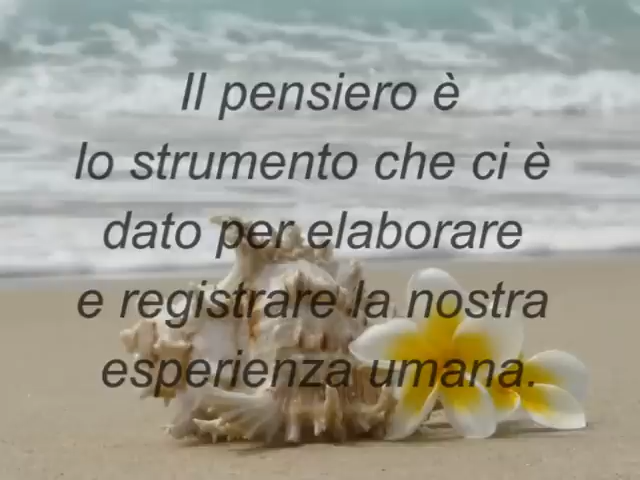 Il pensiero è
lo strumento che ci è
dato per elaborare
e registrare la nostra
esperienza umana.